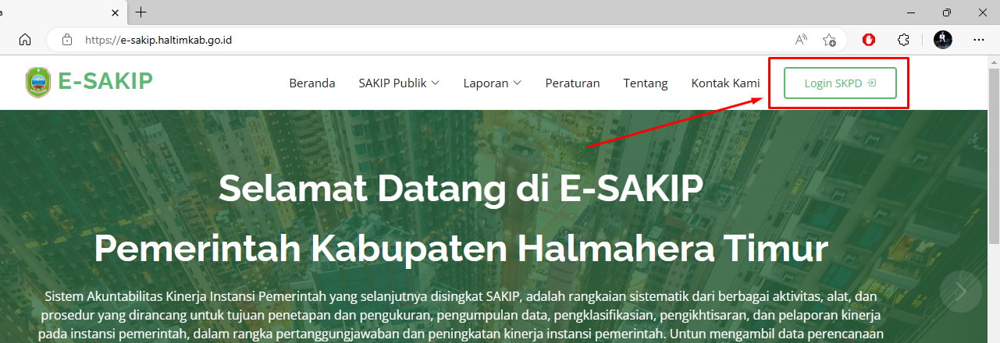 https://e-sakip.haltimkab.go.id
E-SAKIP
Beranda SAKIP Publik Laporan Peraturan Tentang Kontak Kami Login SKPD
Selamat Datang di E-SAKIP
Pemerintah Kabupaten Halmahera Timur
Sistem Akuntabilitas Kinerja Instansi Pemerintah yang selanjutnya disingkat SAKIP, adalah rangkaian sistematik dari berbagai aktivitas, alat, dan
prosedur yang dirancang untuk tujuan penetapan dan pengukuran, pengumpulan data, pengklasifikasian, pengikhtisaran, dan pelaporan kinerja
pada instansi pemerintah, dalam rangka pertanggungjawaban dan peningkatan kinerja instansi pemerintah. Untun mengambil data perencanaan